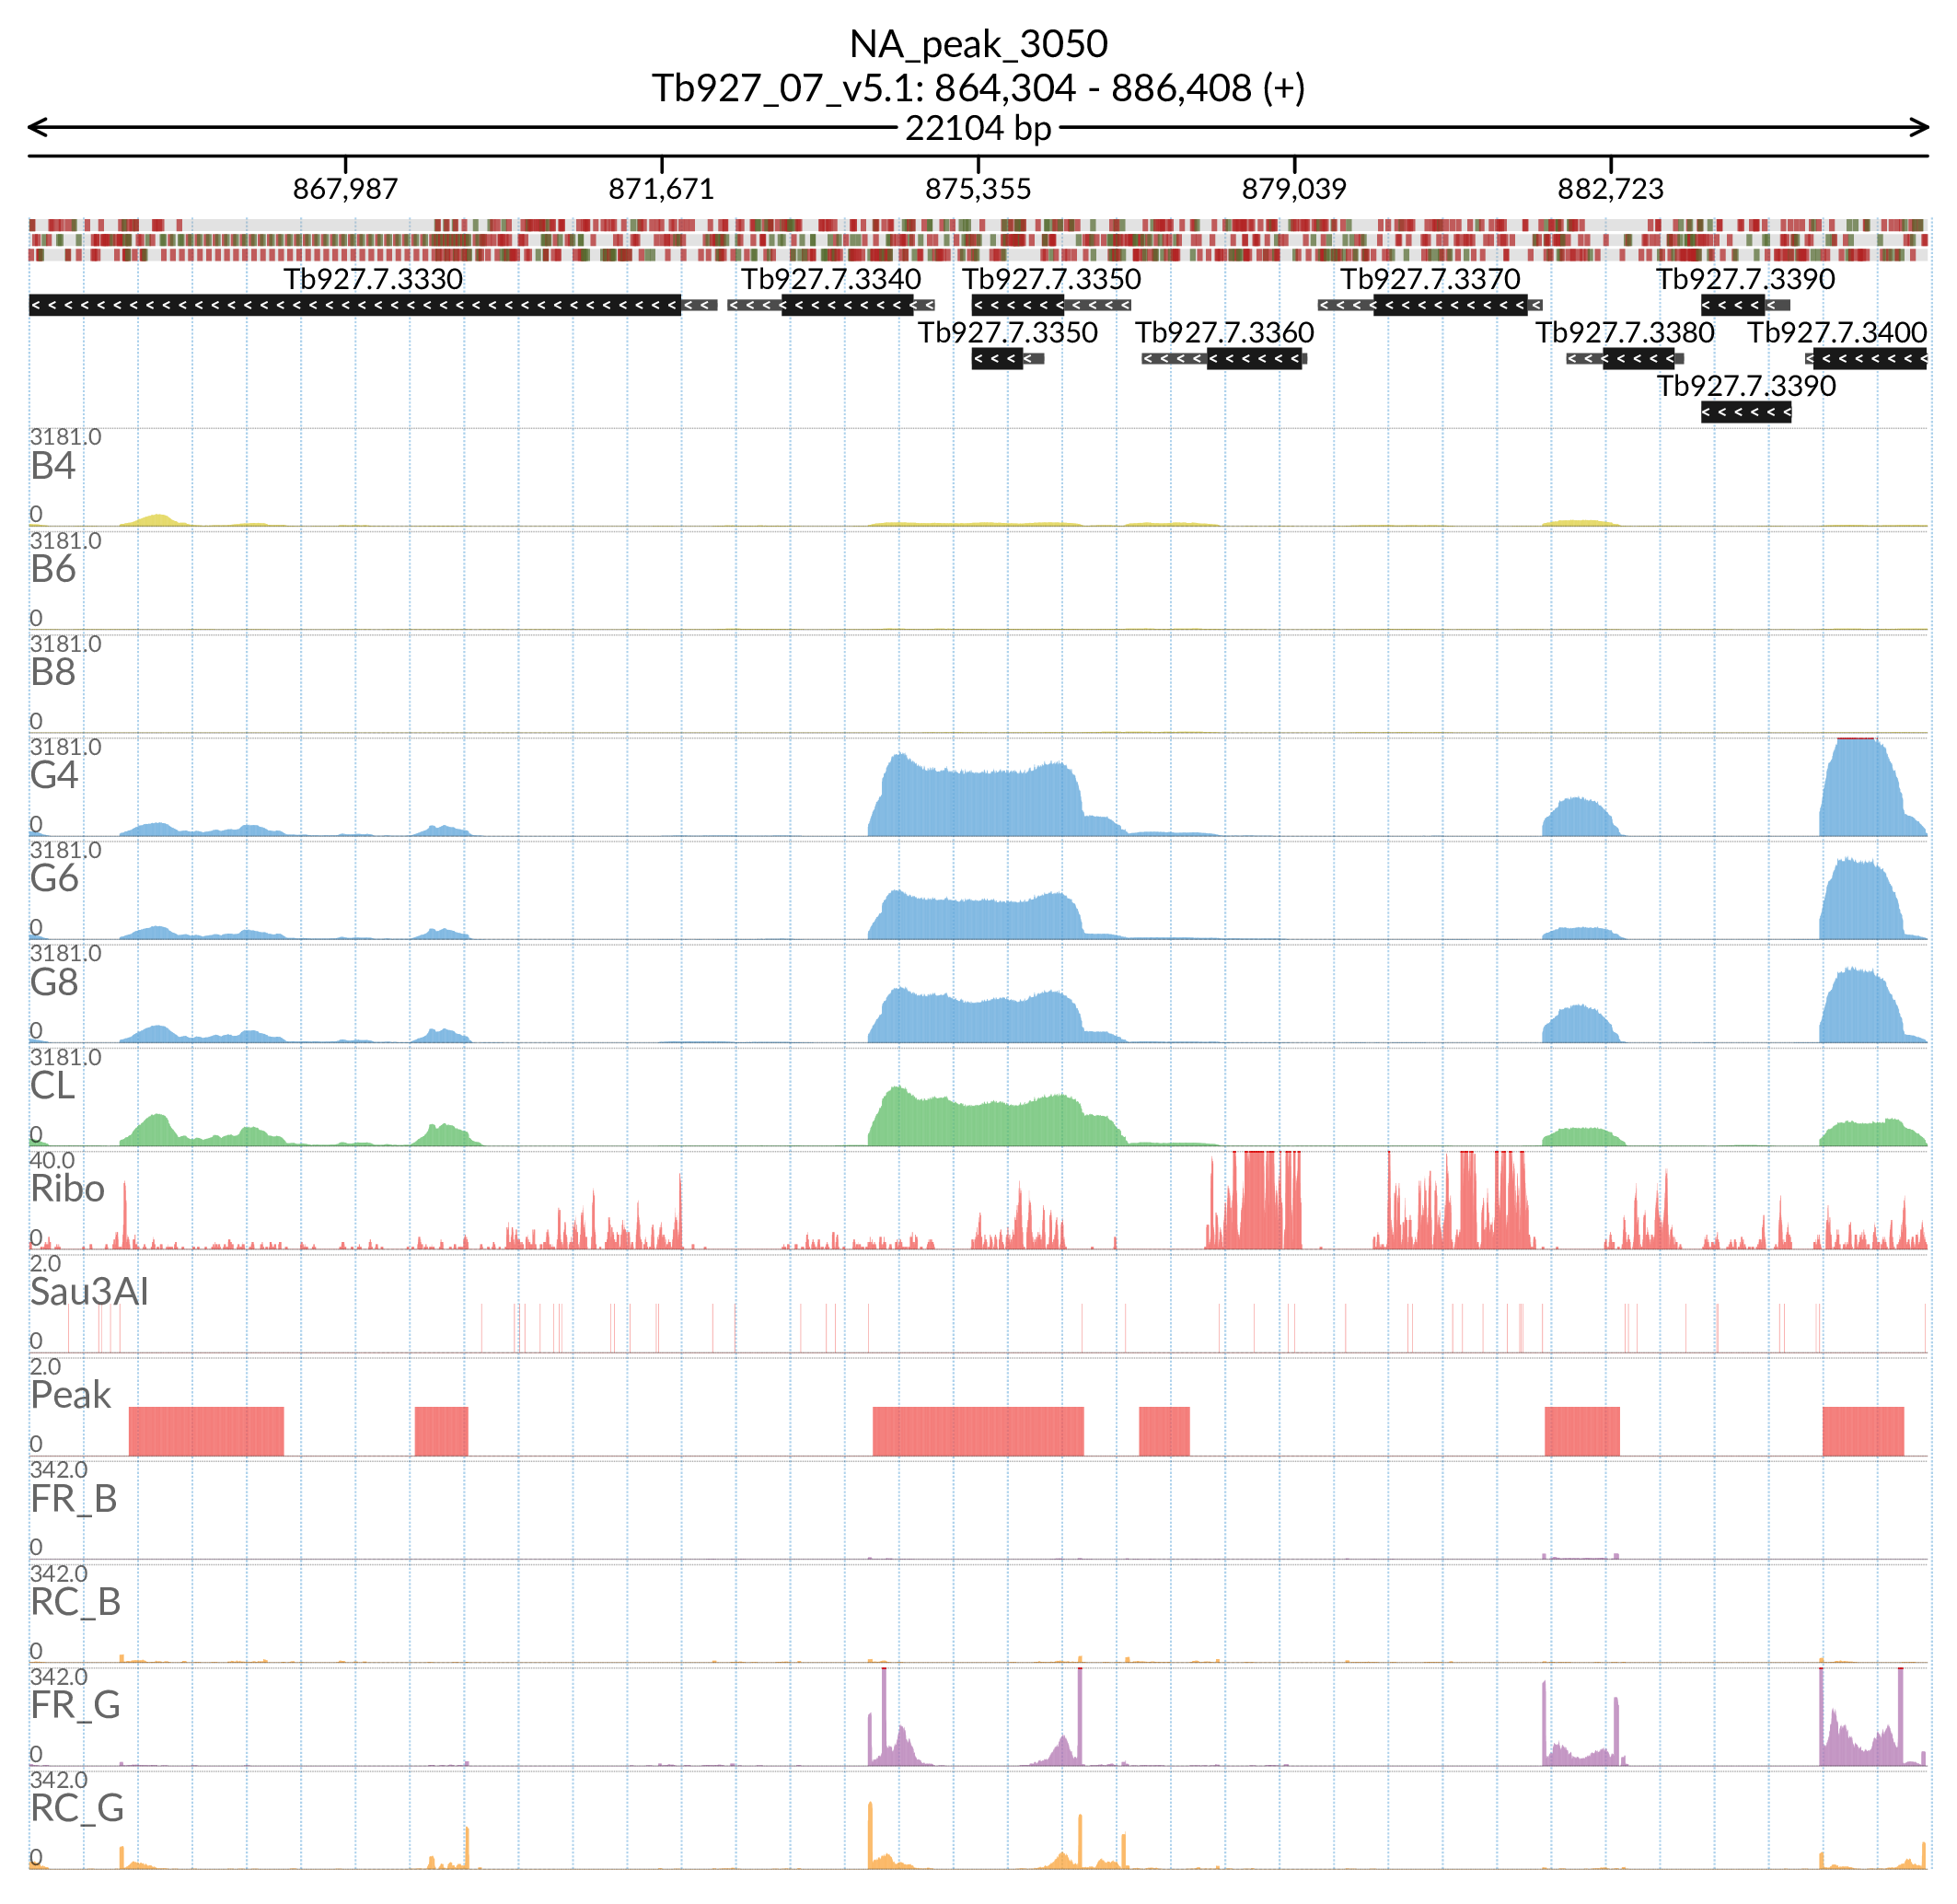 NA_peak_3050
Tb927_07_v5.1: 864,304 - 886,408 (+)
22104 bp
867,987 871,671 875,355 879,039 882,723
Tb927.7.3330 Tb927.7.3340 Tb927.7.3350 Tb927.7.3370 Tb927.7.3390
Tb927.7.3350 Tb927.7.3360 Tb927.7.3380 Tb927.7.3400
Tb927.7.3390
3181.0
B4
0
3181.0
B6
0
3181.0
B8
0
3181.0
G4
0
3181.0
G6
0
3181.0
G8
0
3181.0
CL
0
40.0
Ribo
0
2.0
Sau3AI
0
2.0
Peak
0
342.0
FR_B
0
342.0
RC_B
0
342.0
FR_G
0
342.0
RC_G
0